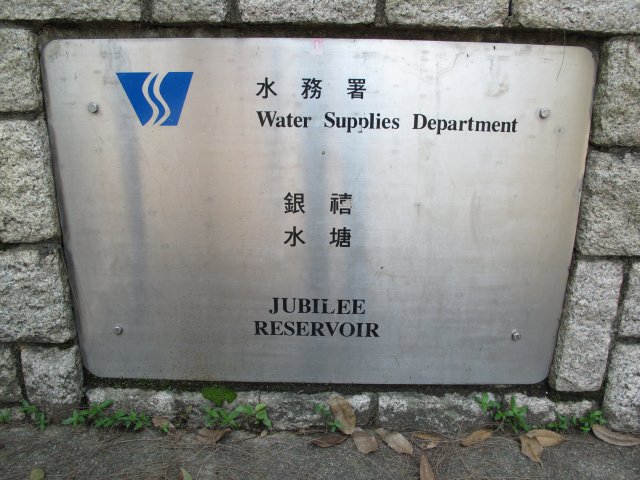 水務署
Water Supplies Department
銀禧
水塘
JUBILEE
RESERVOIR